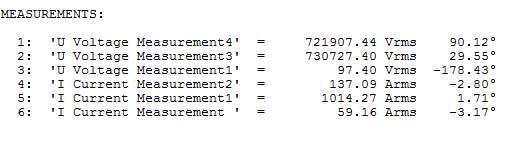 MEASUREMENTS:
1: 'U Voltage Measurement4' = 721907.44 Vrms 90.12°
2: 'U Voltage Measurement3' = 730727.40 Vrms 29.55°
3: 'U Voltage Measurement1' = 97.40 Vrms -178.43°
4: 'I Current Measurement2' = 137.09 Arms -2.80°
5: 'I Current Measurement1' = 1014.27 Arms 1.71°
6: 'I Current Measurement ' = 59.16 Arms -3.17°